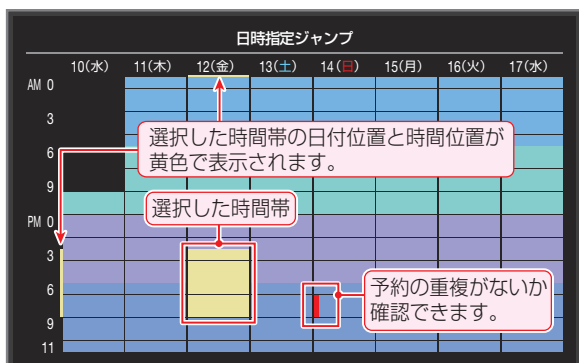 日時指定ジャンプ
10(水) 11(木) 12(金) 13(土) 14(日) 15(月) 16(火) 17(水)
AM 0
3
選択した時間帯の日付位置と時間位置が
黄色で表示されます。
6
9
選択した時間帯
PM 0
3
予約の重複がないか
確認できます。
6
9
11